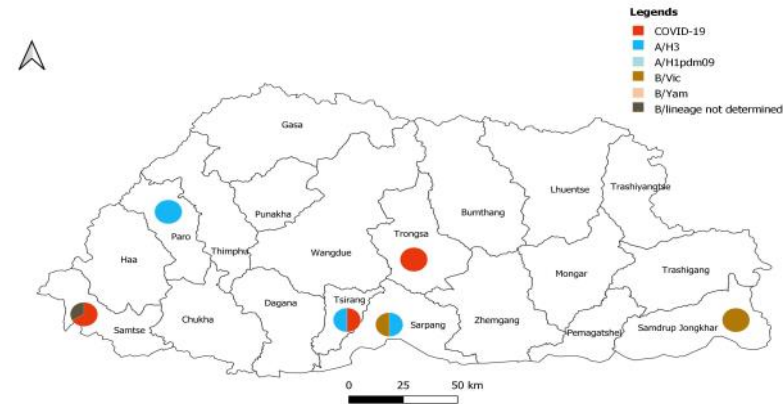 Legends
COVID-19
A/H3
A/H1pdm09
B/Vic
B/Yam
B/lineage not determined
Gasa
Punakha
Paro
Thimphu
Haa
Wangdue
Trongsa
Bumthang
Lhuentse
Trashiyangtse
Samtse
Chukha
Dagana
Tsirang
Sarpang
Zhemgang
Mongar
Trashigang
Pemagatshel
Samdrup Jongkhar
0 25 50 km